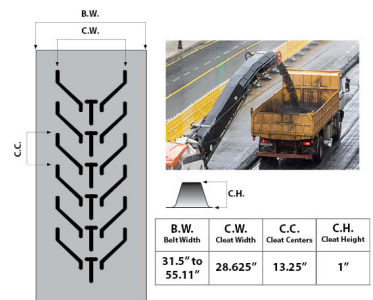 B.W.
C.W.
C.C.
C.H.
B.W. C.W. C.C. C.H.
Belt Width Cleat Width Cleat Centers Cleat Height
31.5" to 55.11" 28.625" 13.25" 1"